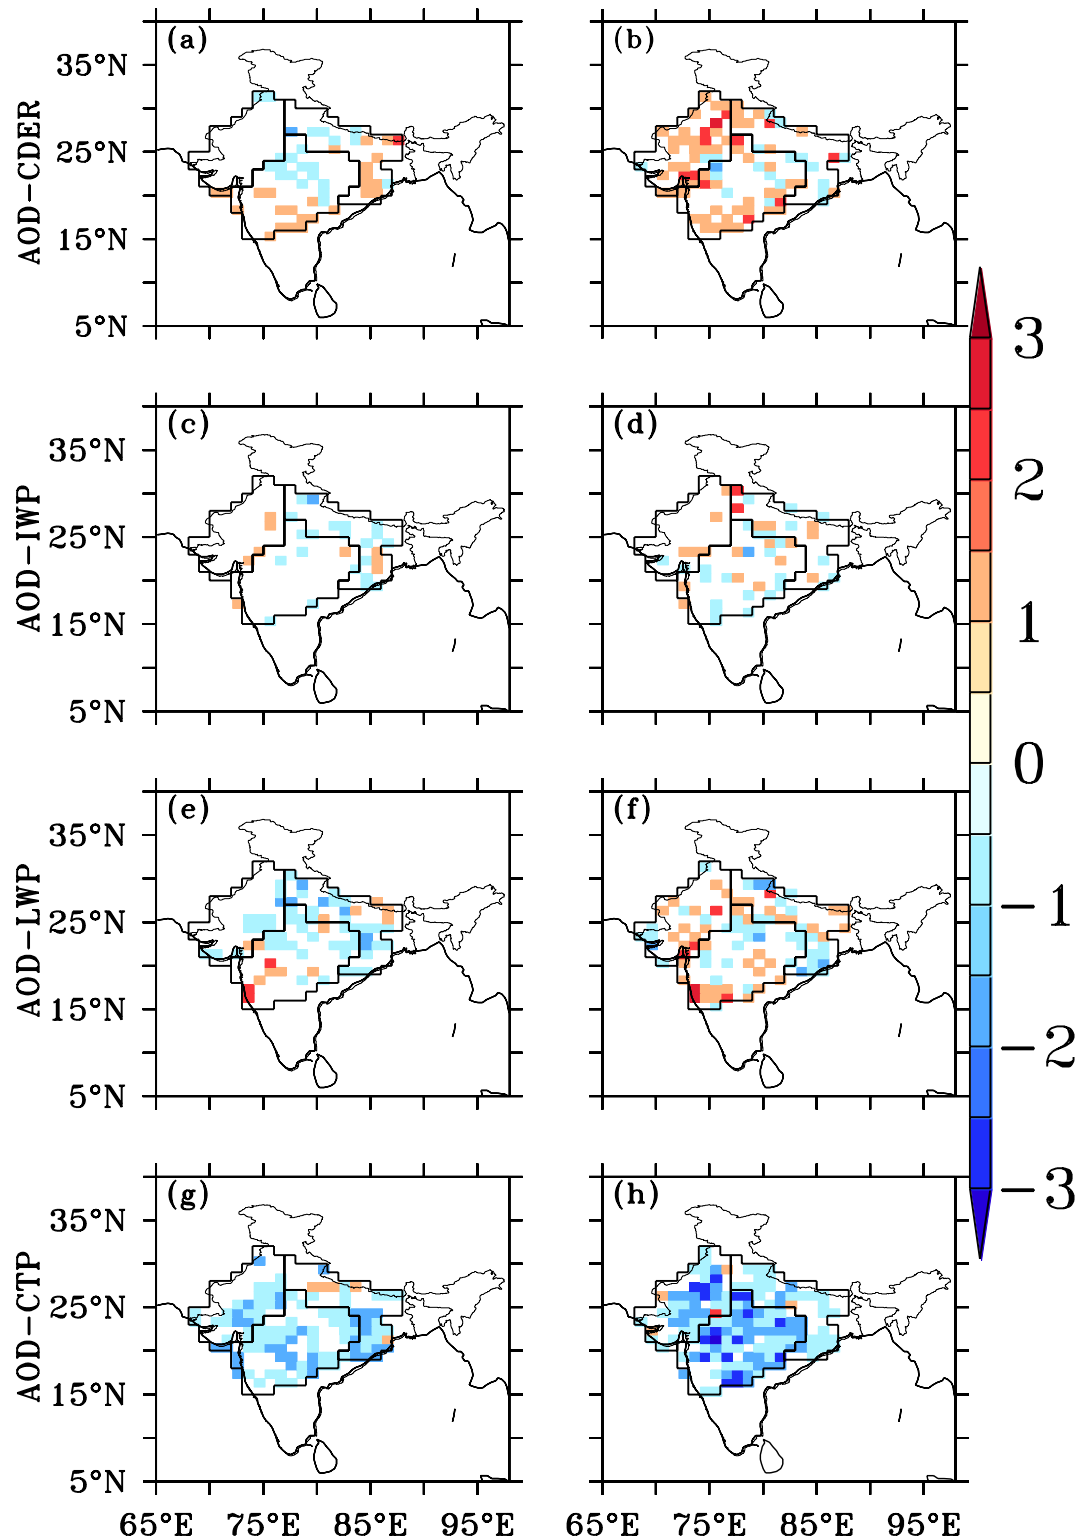 (a) (b)
35°N
25°N
15°N
5°N
AOD−CDER
3
2
1
0
−1
−2
−3
(c) (d)
35°N
25°N
15°N
5°N
AOD−IWP
(e) (f)
35°N
25°N
15°N
5°N
AOD−LWP
(g) (h)
35°N
25°N
15°N
5°N
AOD−CTP
65°E 75°E 85°E 95°E 65°E 75°E 85°E 95°E